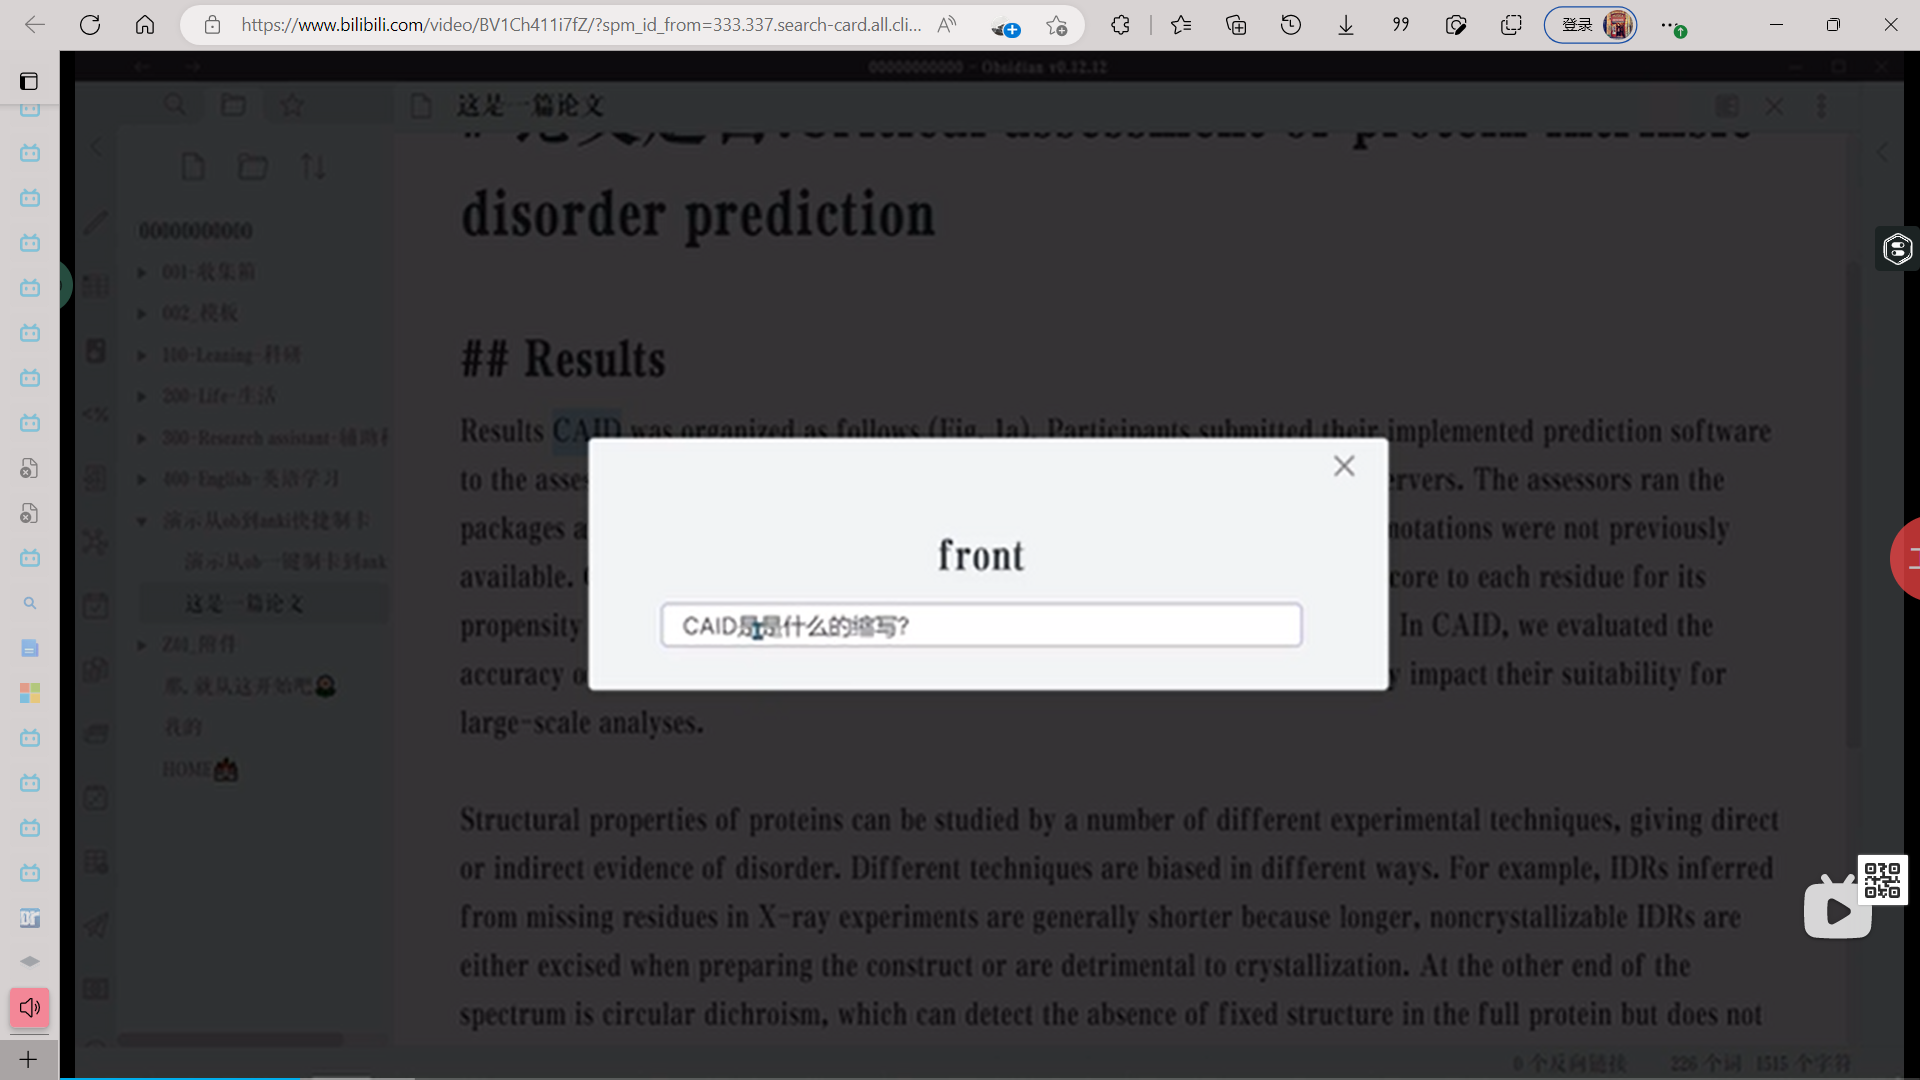 https://www.bilibili.com/video/BV1Ch411i7fZ/?spm_id_from=333.337.search-card.all.cli...
登录
00000000000 - Obsidian v0.12.12
这是一篇论文
disorder prediction
00000000000
001-收集箱
002_模板
100-Leaning-科研
200-Life-生活
300-Research assistant-辅助
400-English-英语学习
演示从ob到anki快捷制卡
演示从ob一键制卡到ank
这是一篇论文
Z01_附件
那,就从这开始吧
我的
HOME
## Results
Results CAID was organized as follows (Fig. 1a). Participants submitted their implemented prediction software
to the asses
rvers. The assessors ran the
packages a
notations were not previously
available.
core to each residue for its
propensity
In CAID, we evaluated the
accuracy o
y impact their suitability for
large-scale analyses.
front
CAID是是什么的缩写?
Structural properties of proteins can be studied by a number of different experimental techniques, giving direct
or indirect evidence of disorder. Different techniques are biased in different ways. For example, IDRs inferred
from missing residues in X-ray experiments are generally shorter because longer, noncrystallizable IDRs are
either excised when preparing the construct or are detrimental to crystallization. At the other end of the
spectrum is circular dichroism, which can detect the absence of fixed structure in the full protein but does not
0 个反向链接 226 个词 1515 个字符